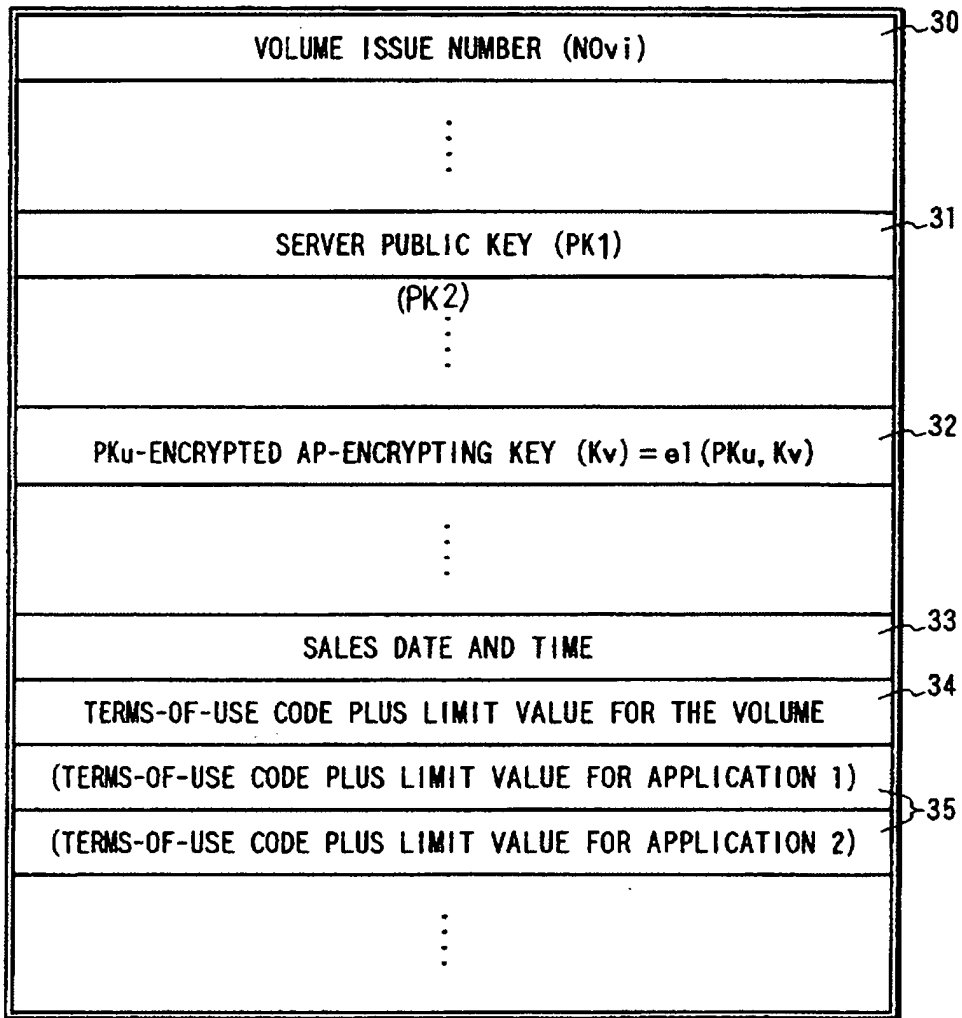 VOLUME ISSUE NUMBER (NOvi) 30
SERVER PUBLIC KEY (PK1) 31
(PK2)
PKu-ENCRYPTED AP-ENCRYPTING KEY (Kv) = e1 (PKu, Kv) 32
SALES DATE AND TIME 33
TERMS-OF-USE CODE PLUS LIMIT VALUE FOR THE VOLUME 34
(TERMS-OF-USE CODE PLUS LIMIT VALUE FOR APPLICATION 1)
35
(TERMS-OF-USE CODE PLUS LIMIT VALUE FOR APPLICATION 2)